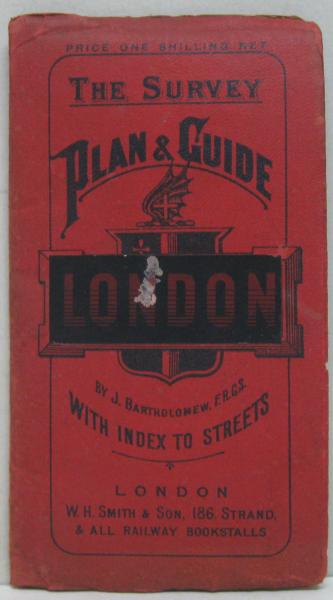 PRICE ONE SHILLING NET
THE SURVEY
PLAN & GUIDE
LONDON
BY J. BARTHOLOMEW, F.R.G.S.
WITH INDEX TO STREETS
LONDON
W. H. SMITH & SON, 186, STRAND,
& ALL RAILWAY BOOKSTALLS